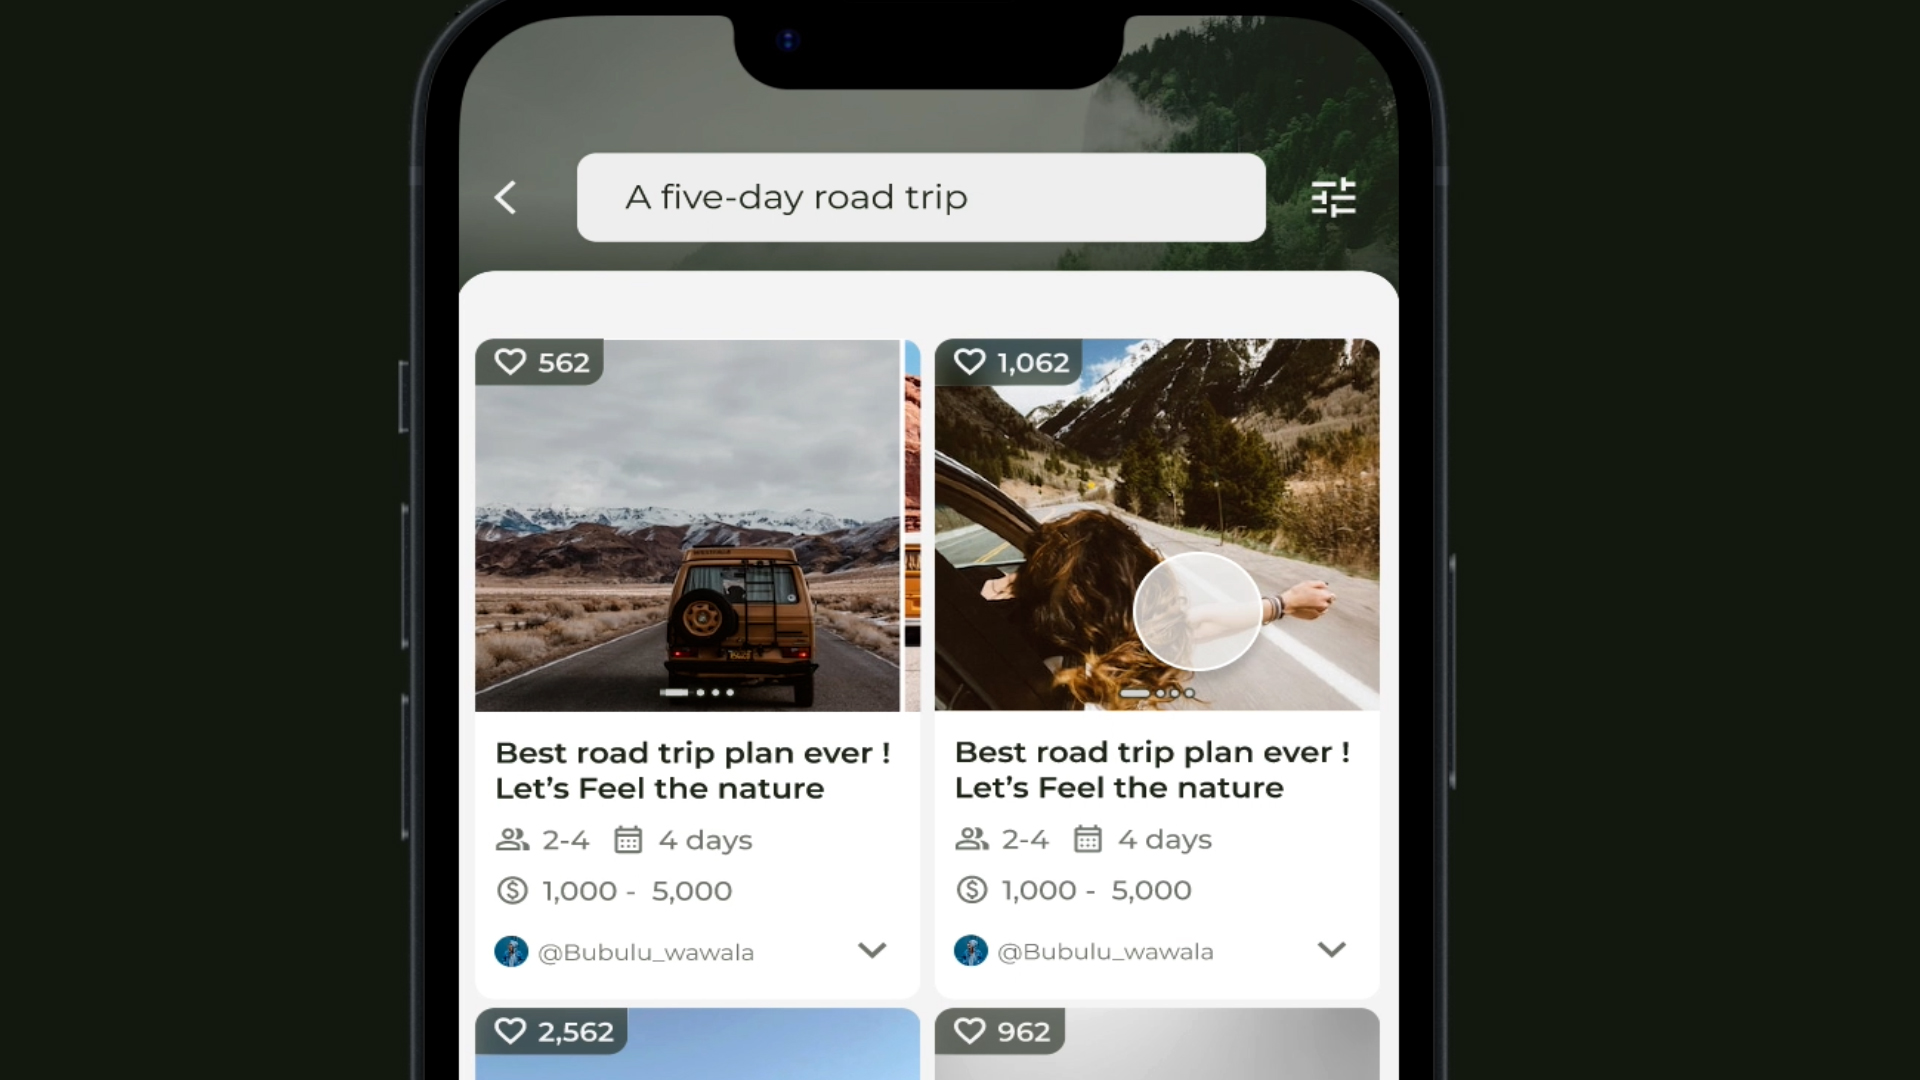 A five-day road trip
562
1,062
Best road trip plan ever !
Let’s Feel the nature
2-4 4 days
1,000 - 5,000
@Bubulu_wawala
Best road trip plan ever !
Let’s Feel the nature
2-4 4 days
1,000 - 5,000
@Bubulu_wawala
2,562
962